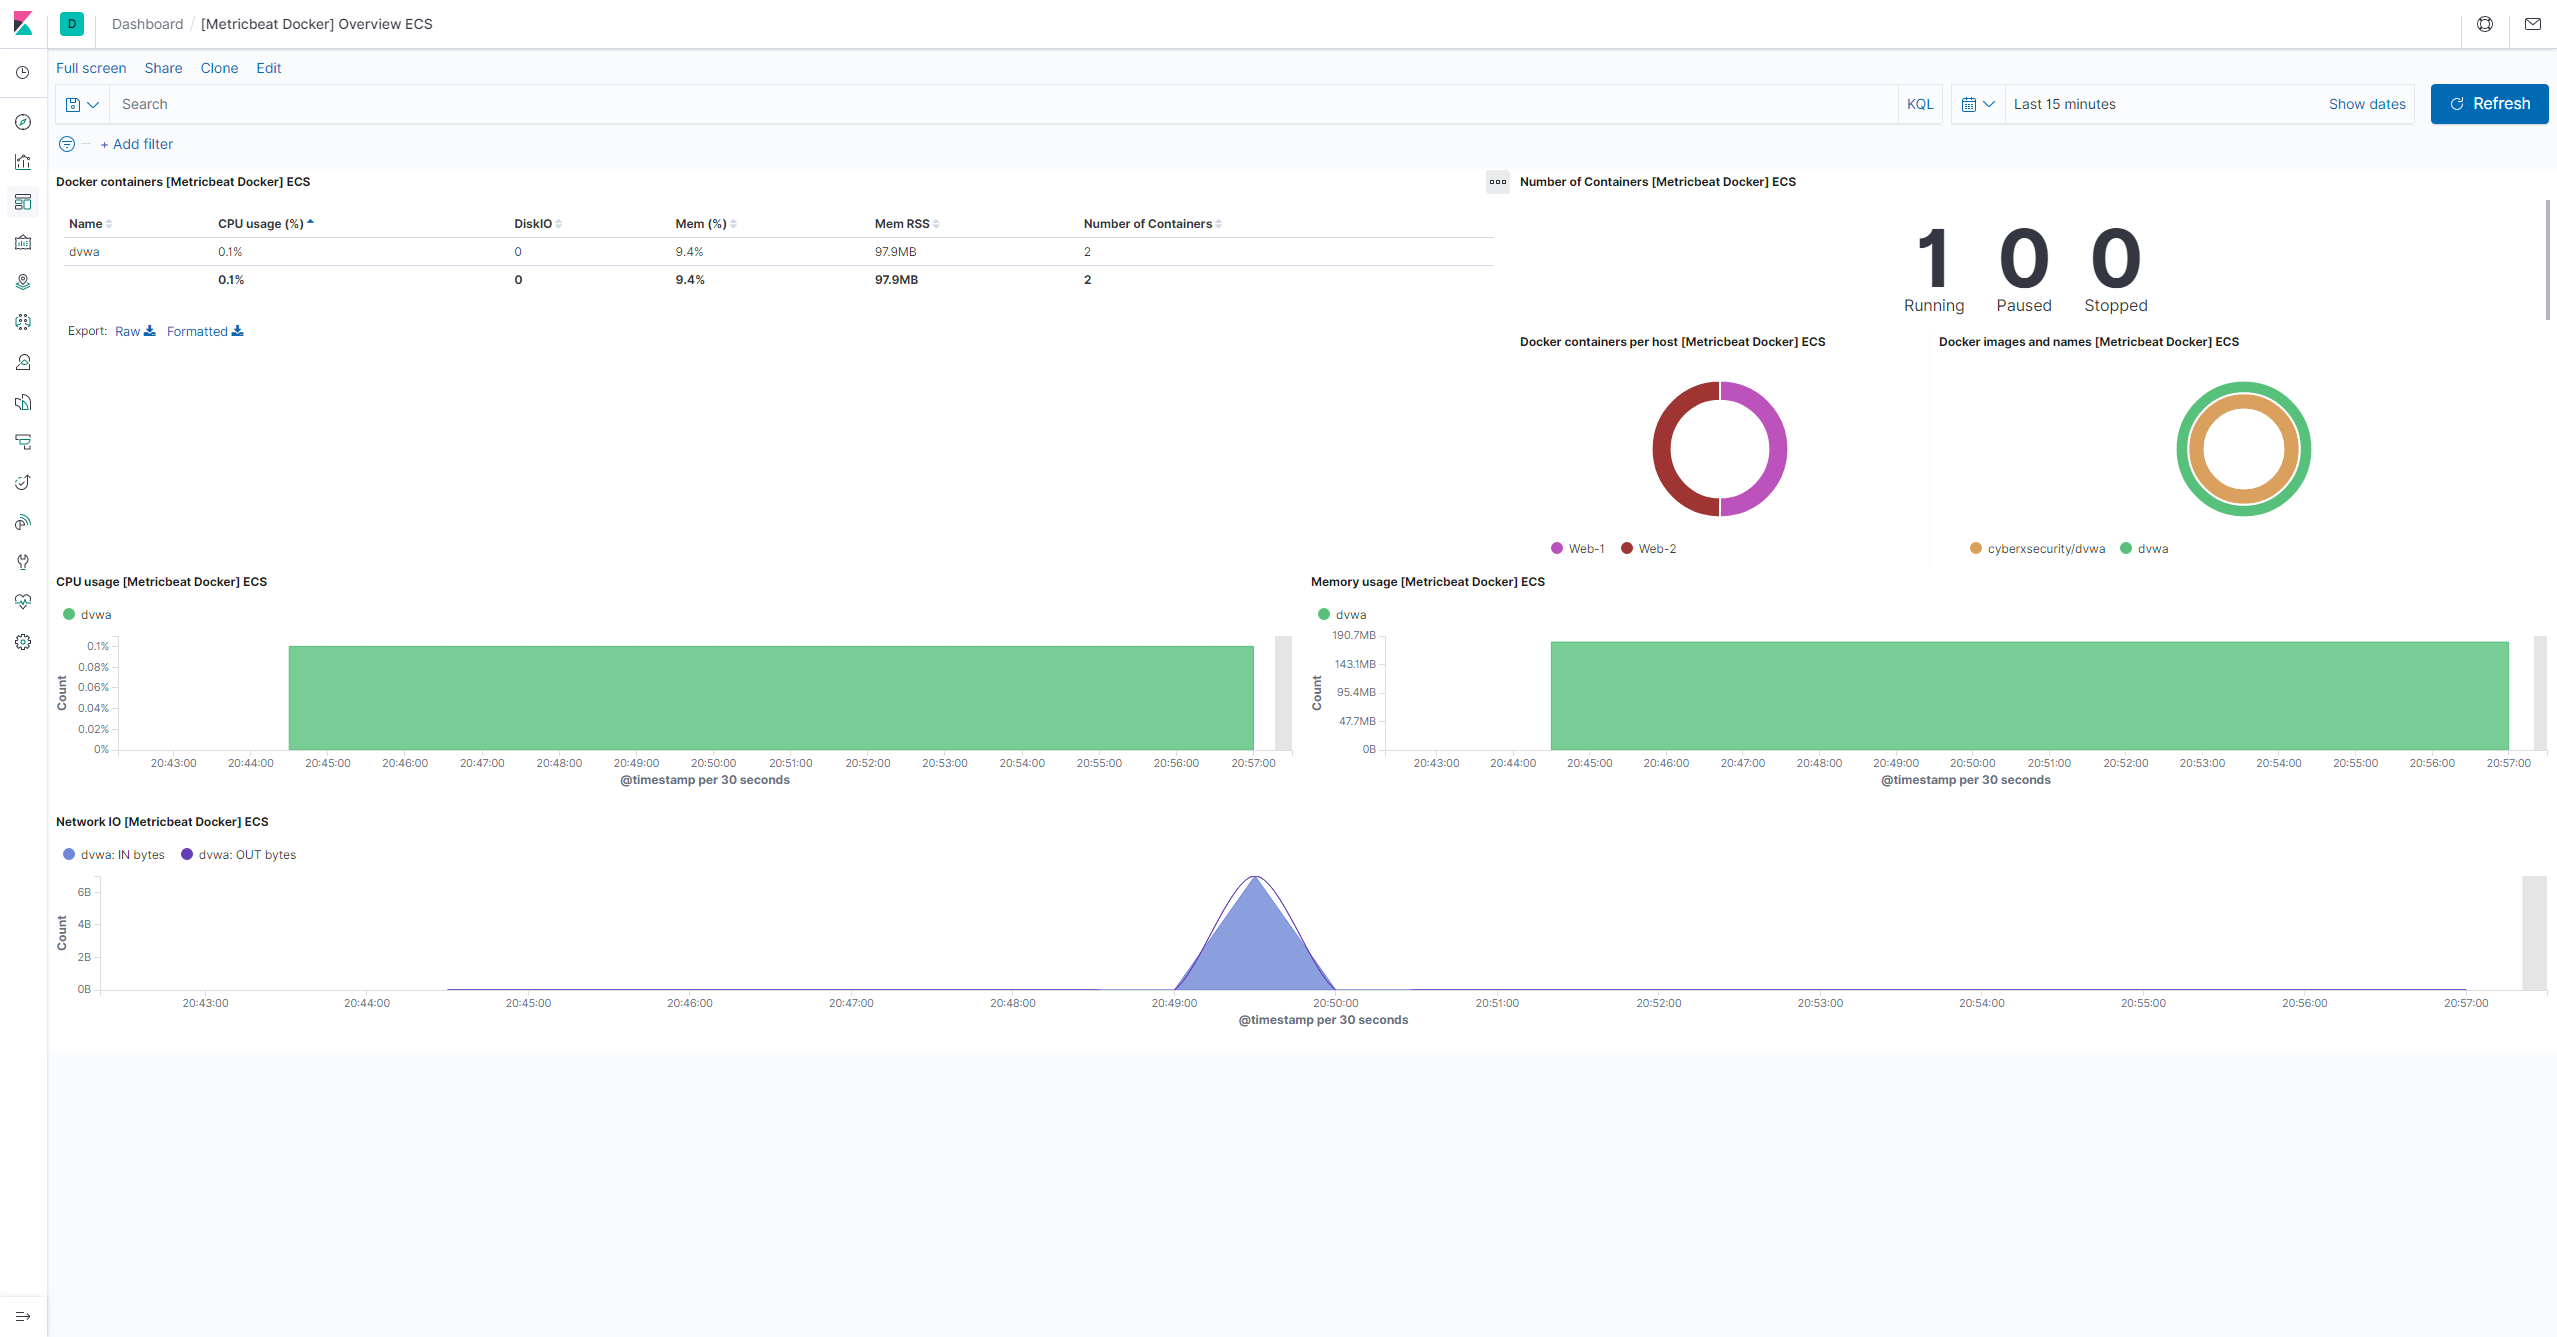 D Dashboard / [Metricbeat Docker] Overview ECS
Full screen Share Clone Edit
Search KQL Last 15 minutes Show dates Refresh
+ Add filter
Docker containers [Metricbeat Docker] ECS
Name CPU usage (%) DiskIO Mem (%) Mem RSS Number of Containers
dvwa 0.1% 0 9.4% 97.9MB 2
0.1% 0 9.4% 97.9MB 2
Export: Raw Formatted
Number of Containers [Metricbeat Docker] ECS
1 0 0
Running Paused Stopped
Docker containers per host [Metricbeat Docker] ECS
Web-1 Web-2
Docker images and names [Metricbeat Docker] ECS
cyberxsecurity/dvwa dvwa
CPU usage [Metricbeat Docker] ECS
dvwa
0.1%
0.08%
0.06%
0.04%
0.02%
0%
Count
20:43:00 20:44:00 20:45:00 20:46:00 20:47:00 20:48:00 20:49:00 20:50:00 20:51:00 20:52:00 20:53:00 20:54:00 20:55:00 20:56:00 20:57:00
@timestamp per 30 seconds
Memory usage [Metricbeat Docker] ECS
dvwa
190.7MB
143.1MB
95.4MB
47.7MB
0B
Count
20:43:00 20:44:00 20:45:00 20:46:00 20:47:00 20:48:00 20:49:00 20:50:00 20:51:00 20:52:00 20:53:00 20:54:00 20:55:00 20:56:00 20:57:00
@timestamp per 30 seconds
Network IO [Metricbeat Docker] ECS
dvwa: IN bytes dvwa: OUT bytes
6B
4B
2B
0B
Count
20:43:00 20:44:00 20:45:00 20:46:00 20:47:00 20:48:00 20:49:00 20:50:00 20:51:00 20:52:00 20:53:00 20:54:00 20:55:00 20:56:00 20:57:00
@timestamp per 30 seconds